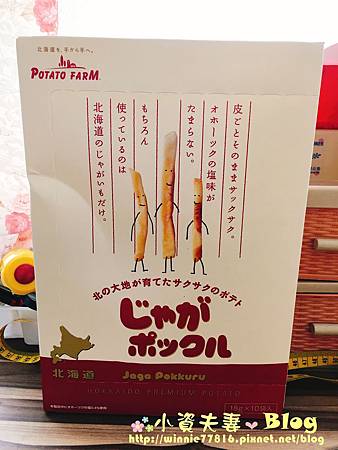 北海道を、手から手へ。
POTATO FARM
皮ごとそのままサックサク。
オホーツクの塩味が
たまらない。
もちろん
使っているのは
北海道のじゃがいもだけ。
北の大地が育てたサクサクのポテト
じゃが
ポックル
北海道
Jaga Pokkuru
HOKKAIDO PREMIUM POTATO
18g×10袋入
小資夫妻 Blog
http://winnie77816.pixnet.net/blog